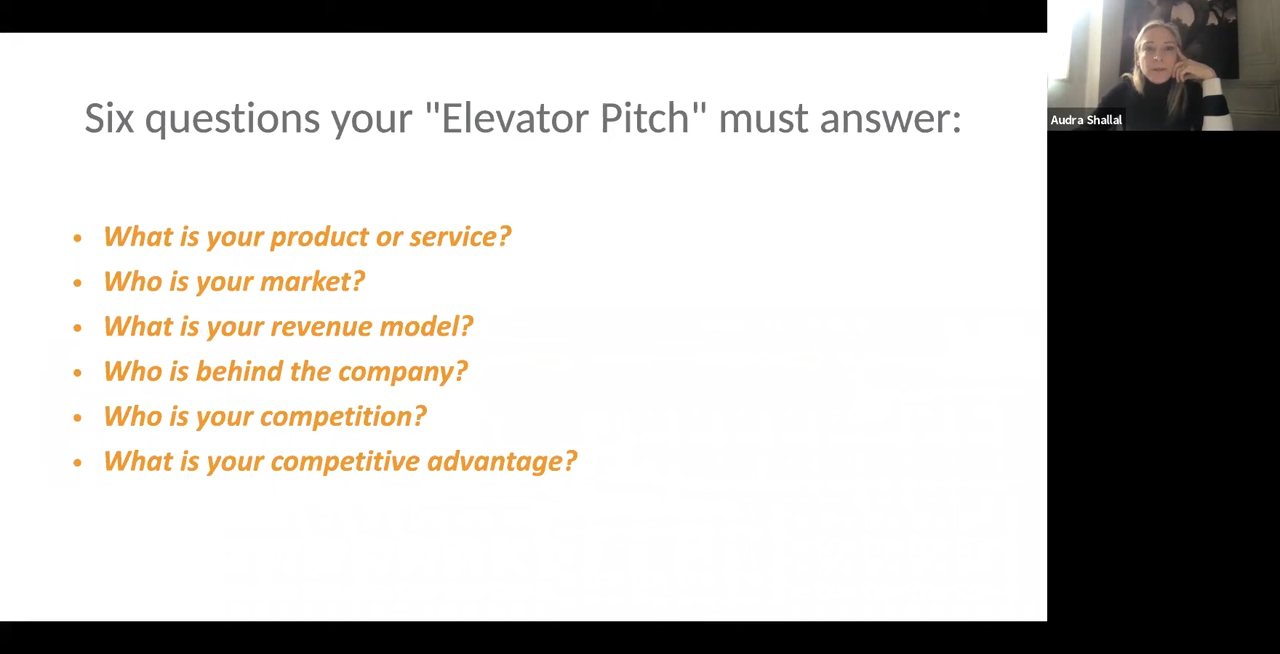 Six questions your "Elevator Pitch" must answer:
• What is your product or service?
• Who is your market?
• What is your revenue model?
• Who is behind the company?
• Who is your competition?
• What is your competitive advantage?
Audra Shallal